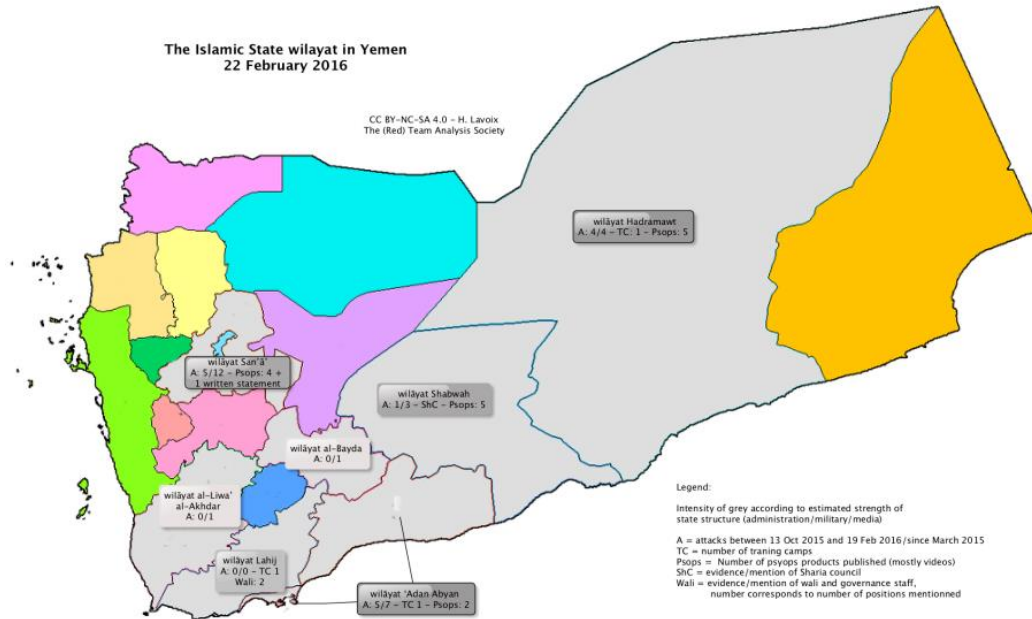 The Islamic State wilayat in Yemen
22 February 2016
CC BY-NC-SA 4.0 - H. Lavoix
The (Red) Team Analysis Society
wilāyat Hadramawt
A: 4/4 - TC: 1 - Psops: 5
wilāyat San'ā'
A: 5/12 - Psops: 4 +
1 written statement
wilāyat Shabwah
A: 1/3 - ShC - Psops: 5
wilāyat al-Bayda
A: 0/1
wilāyat al-Liwa'
al-Akhdar
A: 0/1
wilāyat Lahij
A: 0/0 - TC 1
Wali: 2
wilāyat 'Adan Abyan
A: 5/7 - TC 1 - Psops: 2
Legend:
Intensity of grey according to estimated strength of
state structure (administration/military/media)
A = attacks between 13 Oct 2015 and 19 Feb 2016/since March 2015
TC = number of traning camps
Psops = Number of psyops products published (mostly videos)
ShC = evidence/mention of Sharia council
Wali = evidence/mention of wali and governance staff,
number corresponds to number of positions mentionned